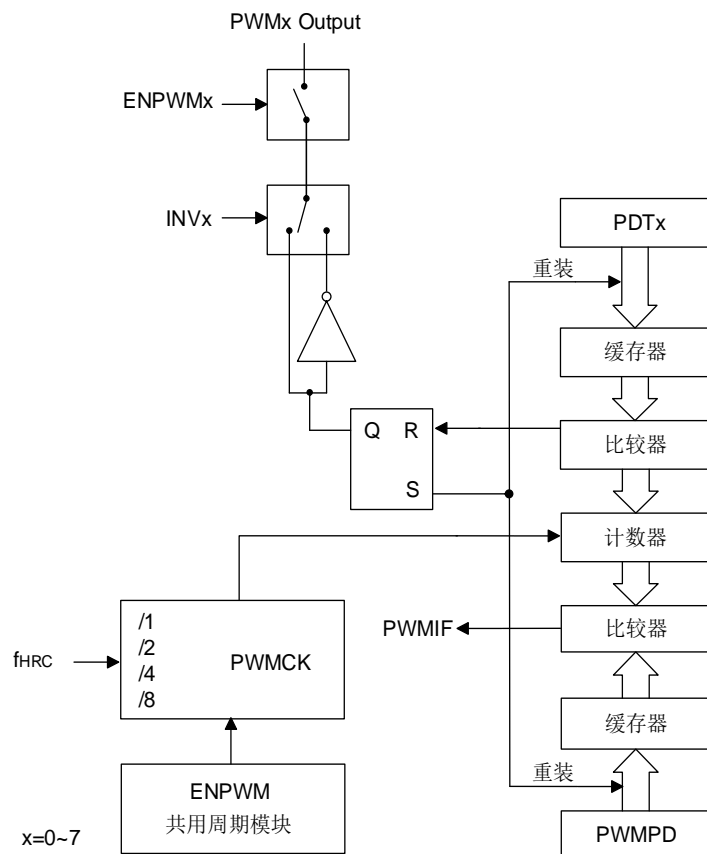 PWMx Output
ENPWMx
INVx
PDTx
重装
缓存器
Q R
比较器
S
计数器
/1
/2
/4
/8
PWMCK
fHRC
PWMIF
比较器
缓存器
重装
ENPWM
共用周期模块
PWMPD
x=0~7